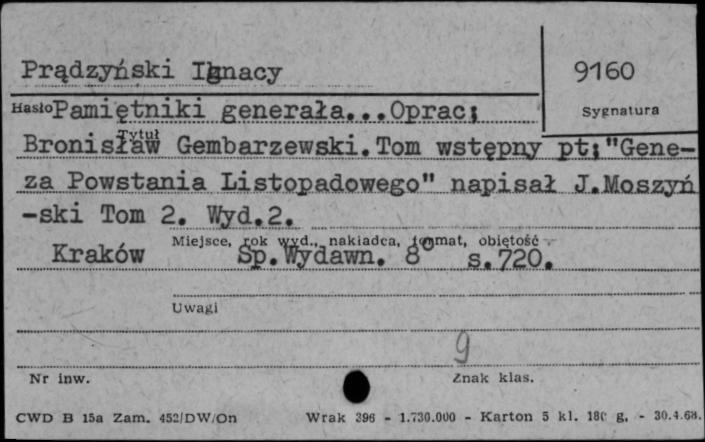 Prądzyński Ignacy
9160
Hasło Pamiętniki generała...Oprac;
Sygnatura
Tytuł
Bronisław Gembarzewski.Tom wstępny pt;"Gene-
za Powstania Listopadowego" napisał J.Moszyń
-ski Tom 2. Wyd.2.
Miejsce, rok wyd., nakładca, format, objętość
Kraków Sp.Wydawn. 8° s.720.
Uwagi
9
Nr inw. Znak klas.
CWD B 15a Zam. 452/DW/On Wrak 396 - 1.730.000 - Karton 5 kl. 180 g. - 30.4.68.